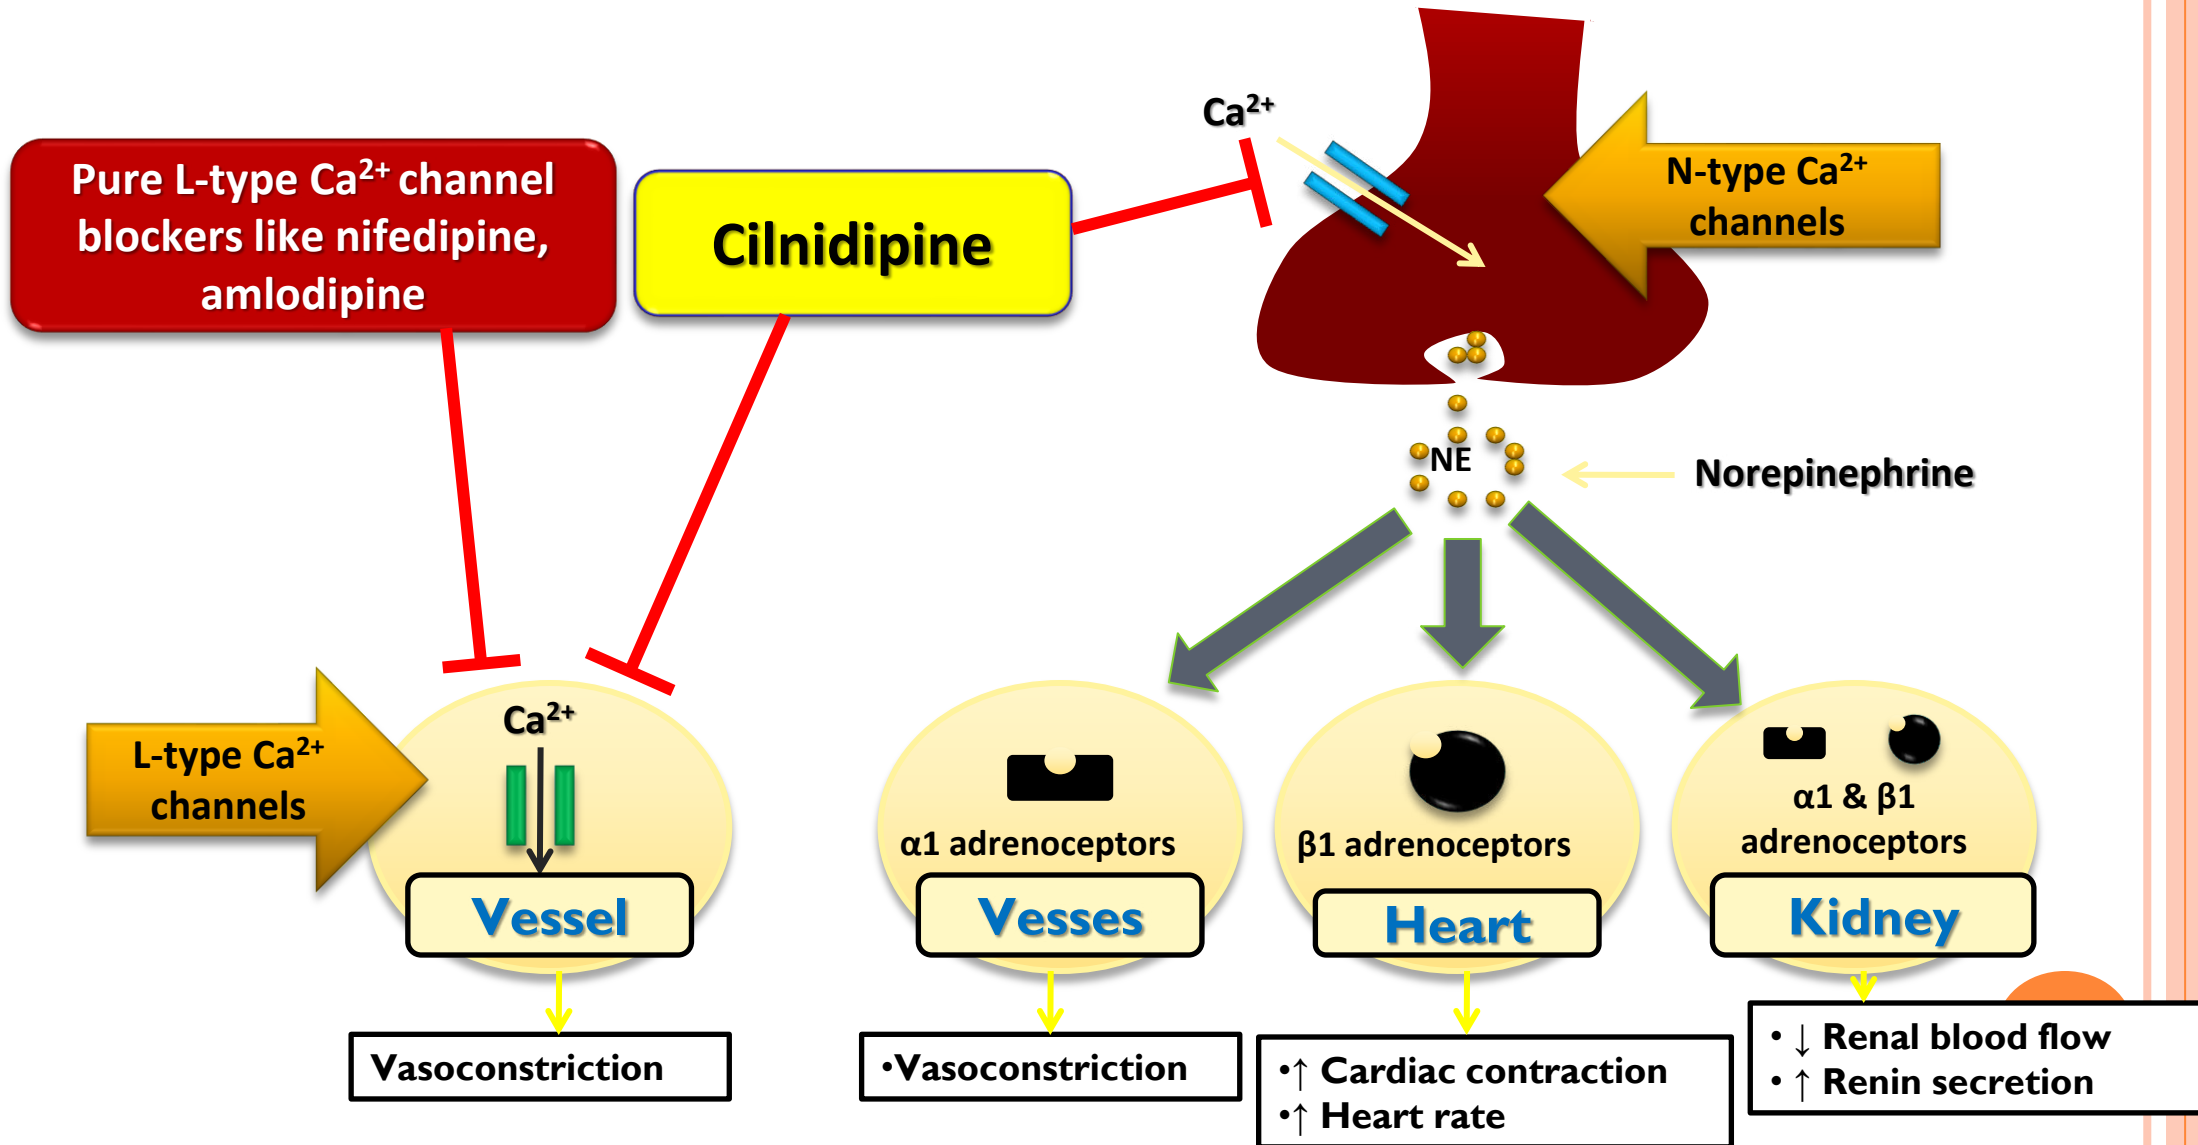 Pure L-type Ca²⁺ channel
blockers like nifedipine,
amlodipine
Cilnidipine
Ca²⁺
N-type Ca²⁺
channels
NE
Norepinephrine
L-type Ca²⁺
channels
Ca²⁺
Vessel
Vasoconstriction
α1 adrenoceptors
Vesses
•Vasoconstriction
β1 adrenoceptors
Heart
•↑ Cardiac contraction
•↑ Heart rate
α1 & β1
adrenoceptors
Kidney
• ↓ Renal blood flow
• ↑ Renin secretion